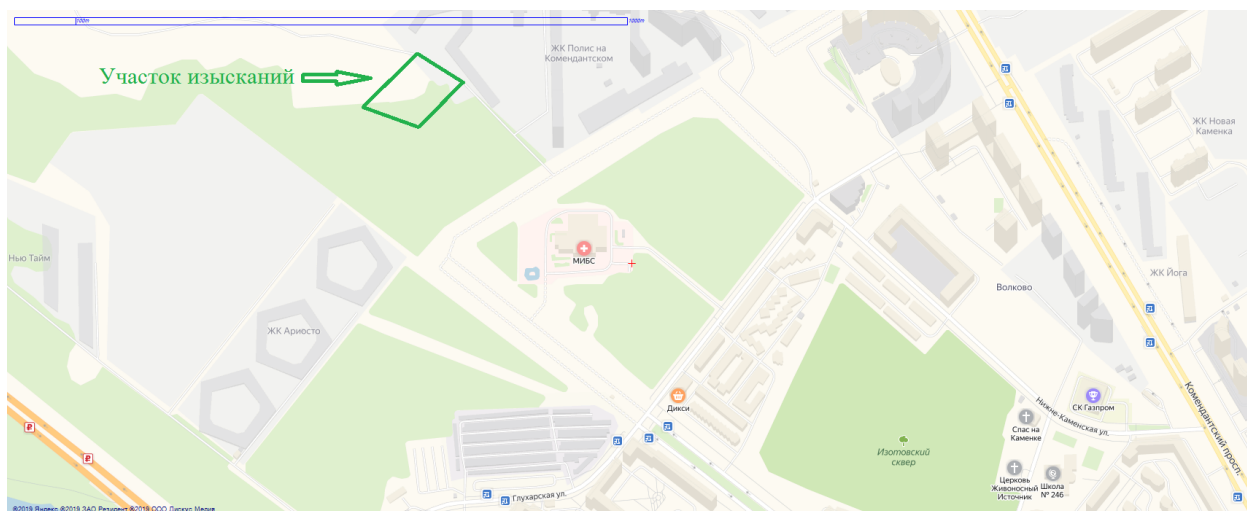 100m
1000m
ЖК Полис на
Комендантском
Участок изысканий
ЖК Новая
Каменка
Нью Тайм
МИБС
Волково
ЖК Йога
ЖК Ариосто
Дикси
СК Газпром
Нижне-Каменская ул.
Комендантский просп.
Спас на
Каменке
Изотовский
сквер
Церковь
Живоносный
Источник
Школа
№ 246
Глухарская ул.
©2019 Яндекс ©2019 ЗАО Резидент ©2019 ООО Дискус Медиа